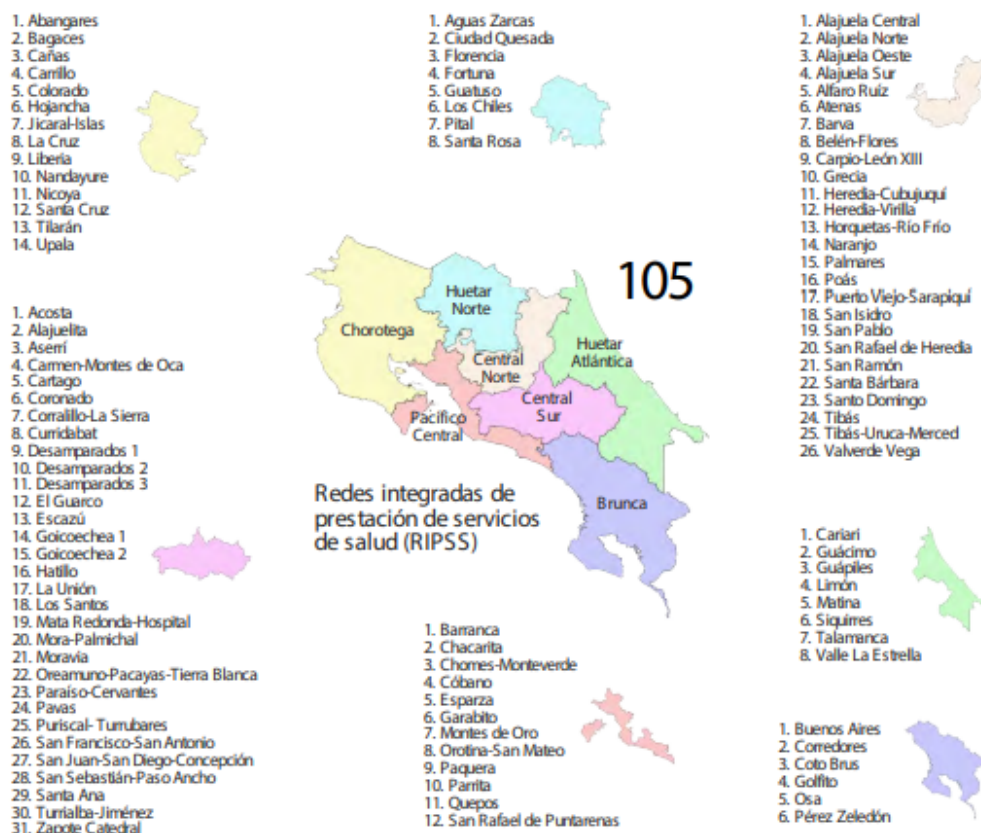 1. Abangares
2. Bagaces
3. Cañas
4. Carrillo
5. Colorado
6. Hojancha
7. Jicaral-Islas
8. La Cruz
9. Liberia
10. Nandayure
11. Nicoya
12. Santa Cruz
13. Tilarán
14. Upala
1. Aguas Zarcas
2. Ciudad Quesada
3. Florencia
4. Fortuna
5. Guatuso
6. Los Chiles
7. Pital
8. Santa Rosa
1. Alajuela Central
2. Alajuela Norte
3. Alajuela Oeste
4. Alajuela Sur
5. Alfaro Ruiz
6. Atenas
7. Barva
8. Belén-Flores
9. Carpio-León XIII
10. Grecia
11. Heredia-Cubujuquí
12. Heredia-Virilla
13. Horquetas-Río Frío
14. Naranjo
15. Palmares
16. Poás
17. Puerto Viejo-Sarapiquí
18. San Isidro
19. San Pablo
20. San Rafael de Heredia
21. San Ramón
22. Santa Bárbara
23. Santo Domingo
24. Tibás
25. Tibás-Uruca-Merced
26. Valverde Vega
105
Huetar
Norte
Chorotega
Central
Norte
Huetar
Atlántica
Central
Sur
Pacífico
Central
Brunca
Redes integradas de
prestación de servicios
de salud (RIPSS)
1. Acosta
2. Alajuelita
3. Aserrí
4. Carmen-Montes de Oca
5. Cartago
6. Coronado
7. Corralillo-La Sierra
8. Curridabat
9. Desamparados 1
10. Desamparados 2
11. Desamparados 3
12. El Guarco
13. Escazú
14. Goicoechea 1
15. Goicoechea 2
16. Hatillo
17. La Unión
18. Los Santos
19. Mata Redonda-Hospital
20. Mora-Palmichal
21. Moravia
22. Oreamuno-Pacayas-Tierra Blanca
23. Paraíso-Cervantes
24. Pavas
25. Puriscal- Turrubares
26. San Francisco-San Antonio
27. San Juan-San Diego-Concepción
28. San Sebastián-Paso Ancho
29. Santa Ana
30. Turrialba-Jiménez
31. Zapote Catedral
1. Barranca
2. Chacarita
3. Chomes-Monteverde
4. Cóbano
5. Esparza
6. Garabito
7. Montes de Oro
8. Orotina-San Mateo
9. Paquera
10. Parrita
11. Quepos
12. San Rafael de Puntarenas
1. Cariari
2. Guácimo
3. Guápiles
4. Limón
5. Matina
6. Siquirres
7. Talamanca
8. Valle La Estrella
1. Buenos Aires
2. Corredores
3. Coto Brus
4. Golfito
5. Osa
6. Pérez Zeledón